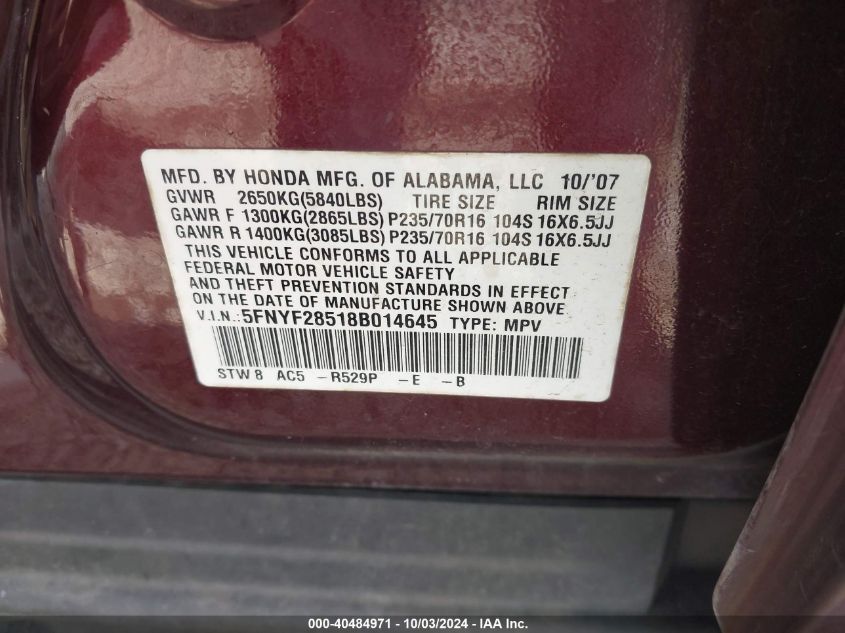 MFD. BY HONDA MFG. OF ALABAMA, LLC 10/'07
GVWR 2650KG(5840LBS) TIRE SIZE RIM SIZE
GAWR F 1300KG(2865LBS) P235/70R16 104S 16X6.5JJ
GAWR R 1400KG(3085LBS) P235/70R16 104S 16X6.5JJ
THIS VEHICLE CONFORMS TO ALL APPLICABLE
FEDERAL MOTOR VEHICLE SAFETY
AND THEFT PREVENTION STANDARDS IN EFFECT
ON THE DATE OF MANUFACTURE SHOWN ABOVE.
V.I.N.: 5FNYF28518B014645 TYPE: MPV
STW 8 AC5 -R529P -E -B
000-40484971 - 10/03/2024 - IAA Inc.